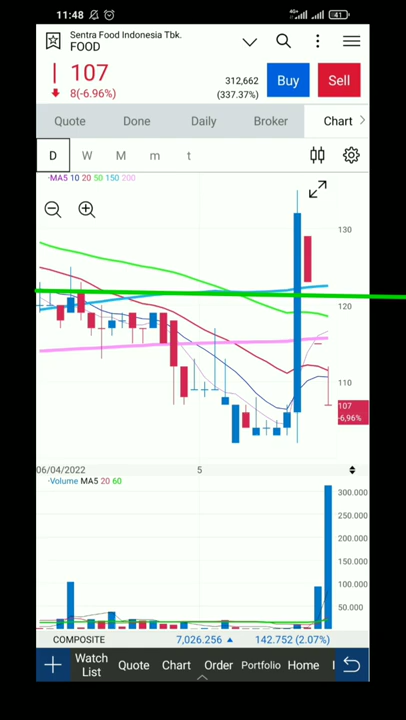 11:48
4G
41
Sentra Food Indonesia Tbk.
FOOD
107
8(-6.96%)
312,662
(337.37%)
Buy
Sell
Quote
Done
Daily
Broker
Chart
D
W
M
m
t
MA5 10 20 50 150 200
130
120
110
107
-6,96%
06/04/2022
5
Volume MA5 20 60
300.000
250.000
200.000
150.000
100.000
50.000
COMPOSITE
7,026.256
142.752 (2.07%)
Watch
List
Quote
Chart
Order
Portfolio
Home